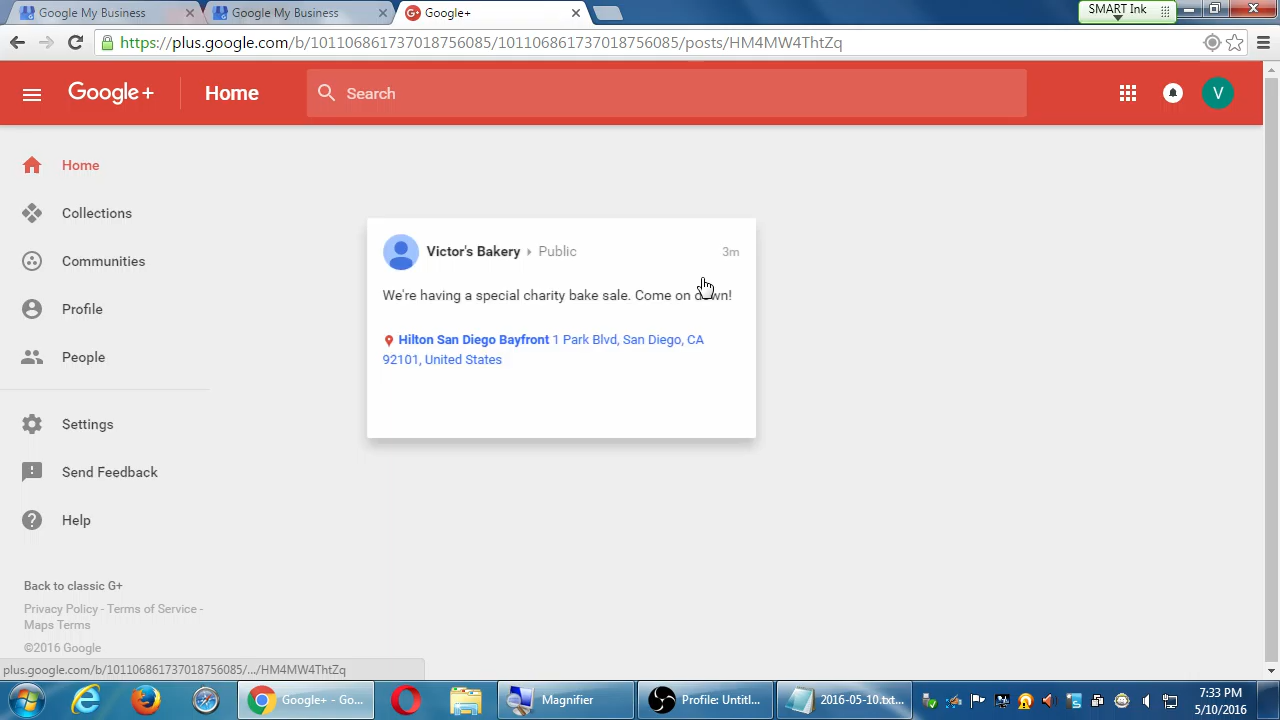 Google My Business
Google My Business
Google+
SMART Ink
https://plus.google.com/b/101106861737018756085/101106861737018756085/posts/HM4MW4ThtZq
Google+
Home
Search
V
Home
Collections
Communities
Profile
People
Settings
Send Feedback
Help
Back to classic G+
Privacy Policy - Terms of Service -
Maps Terms
©2016 Google
Victor's Bakery
Public
3m
We're having a special charity bake sale. Come on down!
Hilton San Diego Bayfront 1 Park Blvd, San Diego, CA
92101, United States
plus.google.com/b/101106861737018756085/.../HM4MW4ThtZq
Google+ - Go...
Magnifier
Profile: Untitl...
2016-05-10.txt...
7:33 PM
5/10/2016